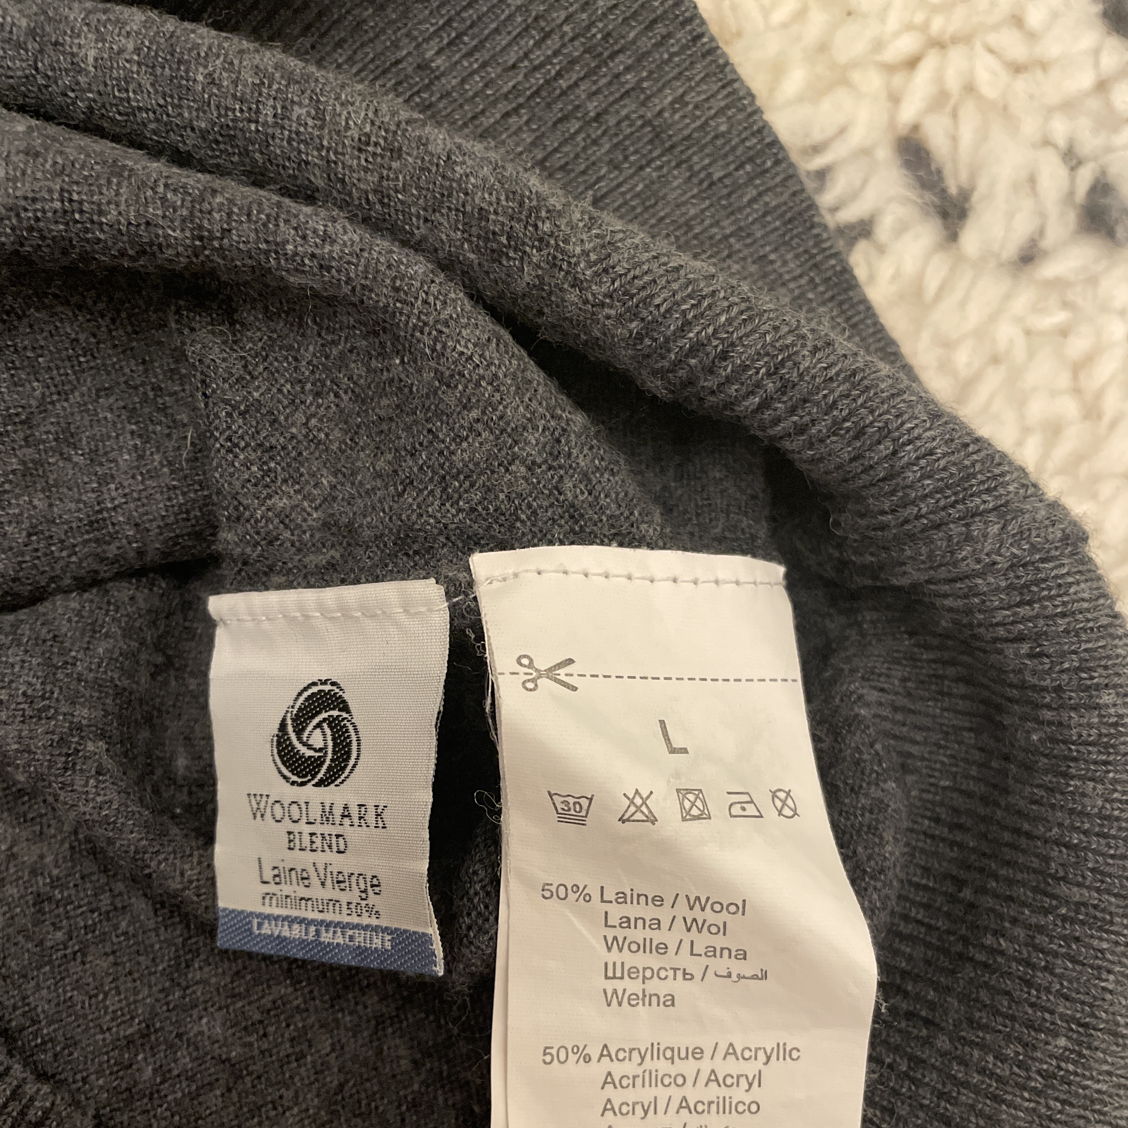 WOOLMARK
BLEND
Laine Vierge
minimum 50%
LAVABLE MACHINE
L
30
50% Laine / Wool
Lana / Wol
Wolle / Lana
Шерсть / الصوف
Wełna
50% Acrylique / Acrylic
Acrílico / Acryl
Acryl / Acrilico